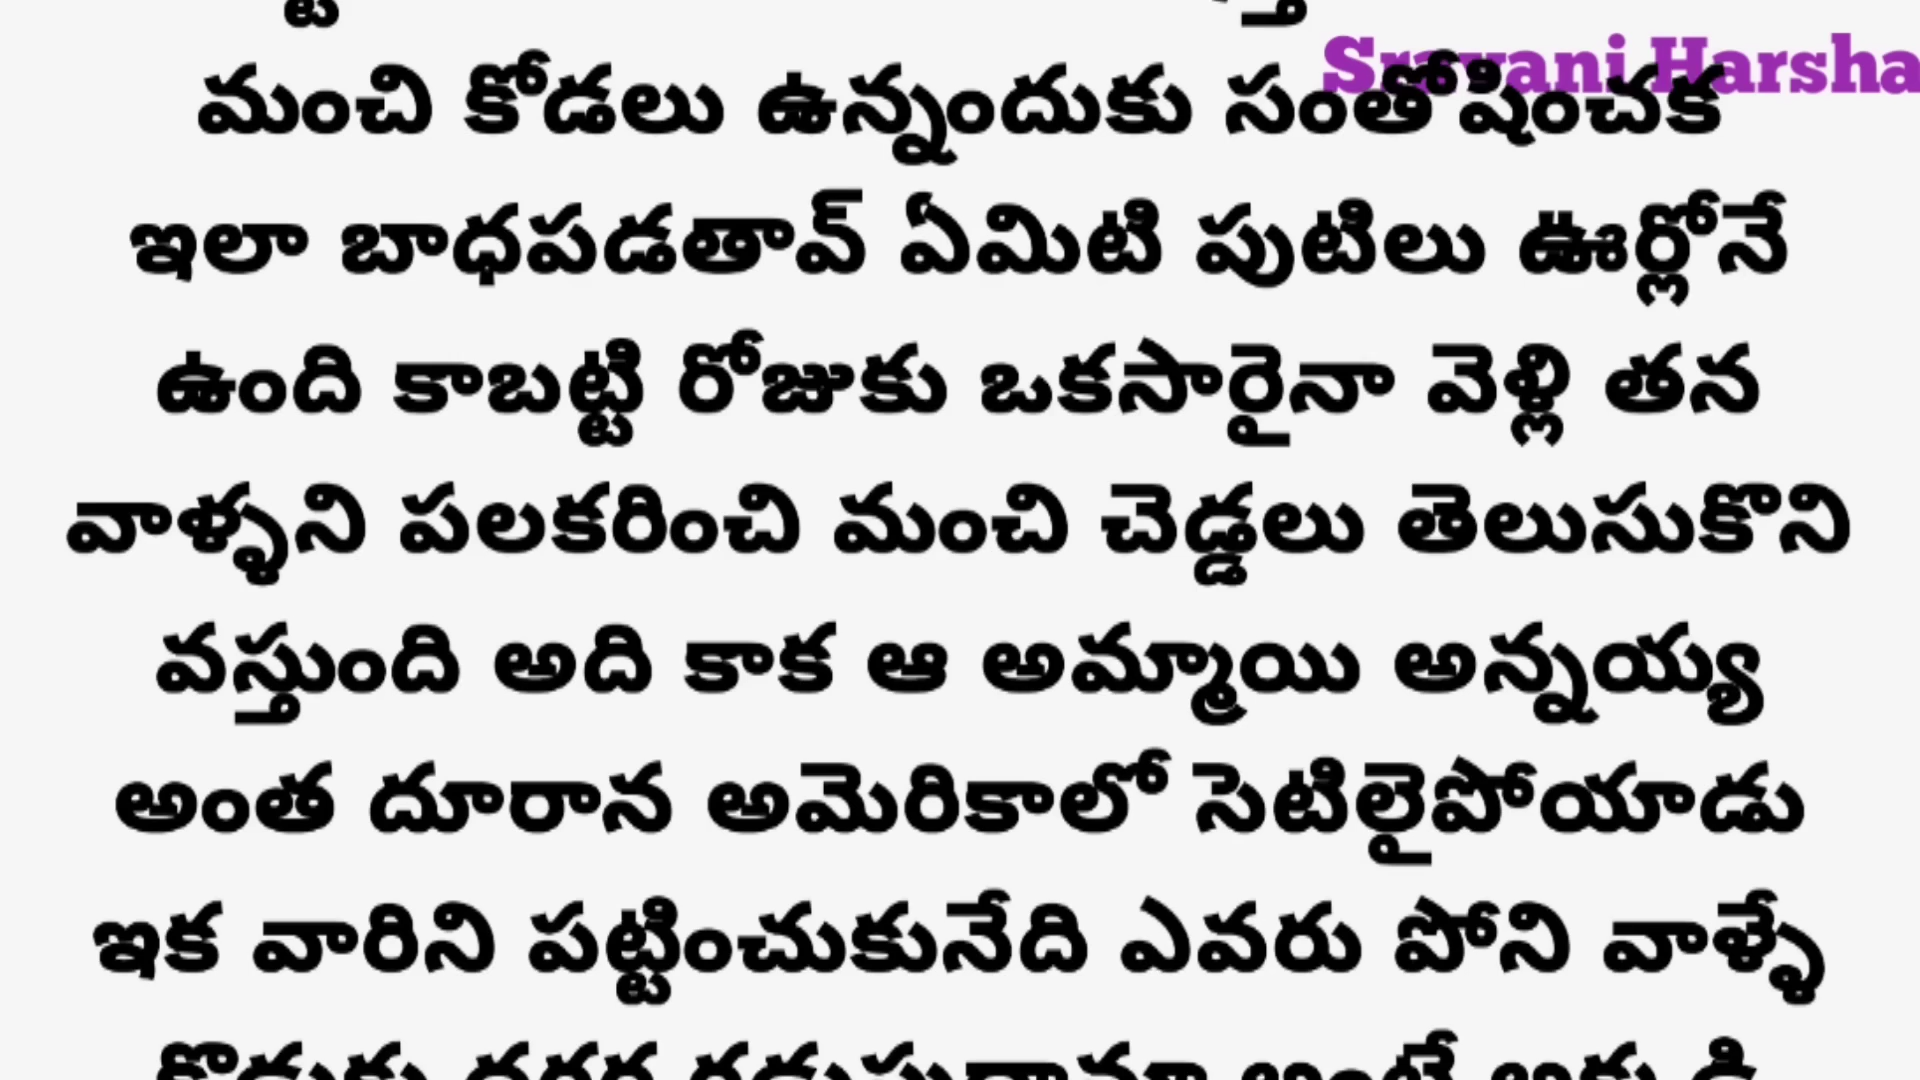 Sravani Harsha
మంచి కోడలు ఉన్నందుకు సంతోషించక
ఇలా బాధపడతావ్ ఏమిటి పుటిలు ఊర్లోనే
ఉంది కాబట్టి రోజుకు ఒకసారైనా వెళ్లి తన
వాళ్ళని పలకరించి మంచి చెడ్డలు తెలుసుకొని
వస్తుంది అది కాక ఆ అమ్మాయి అన్నయ్య
అంత దూరాన అమెరికాలో సెటిలైపోయాడు
ఇక వారిని పట్టించుకునేది ఎవరు పోని వాళ్ళే